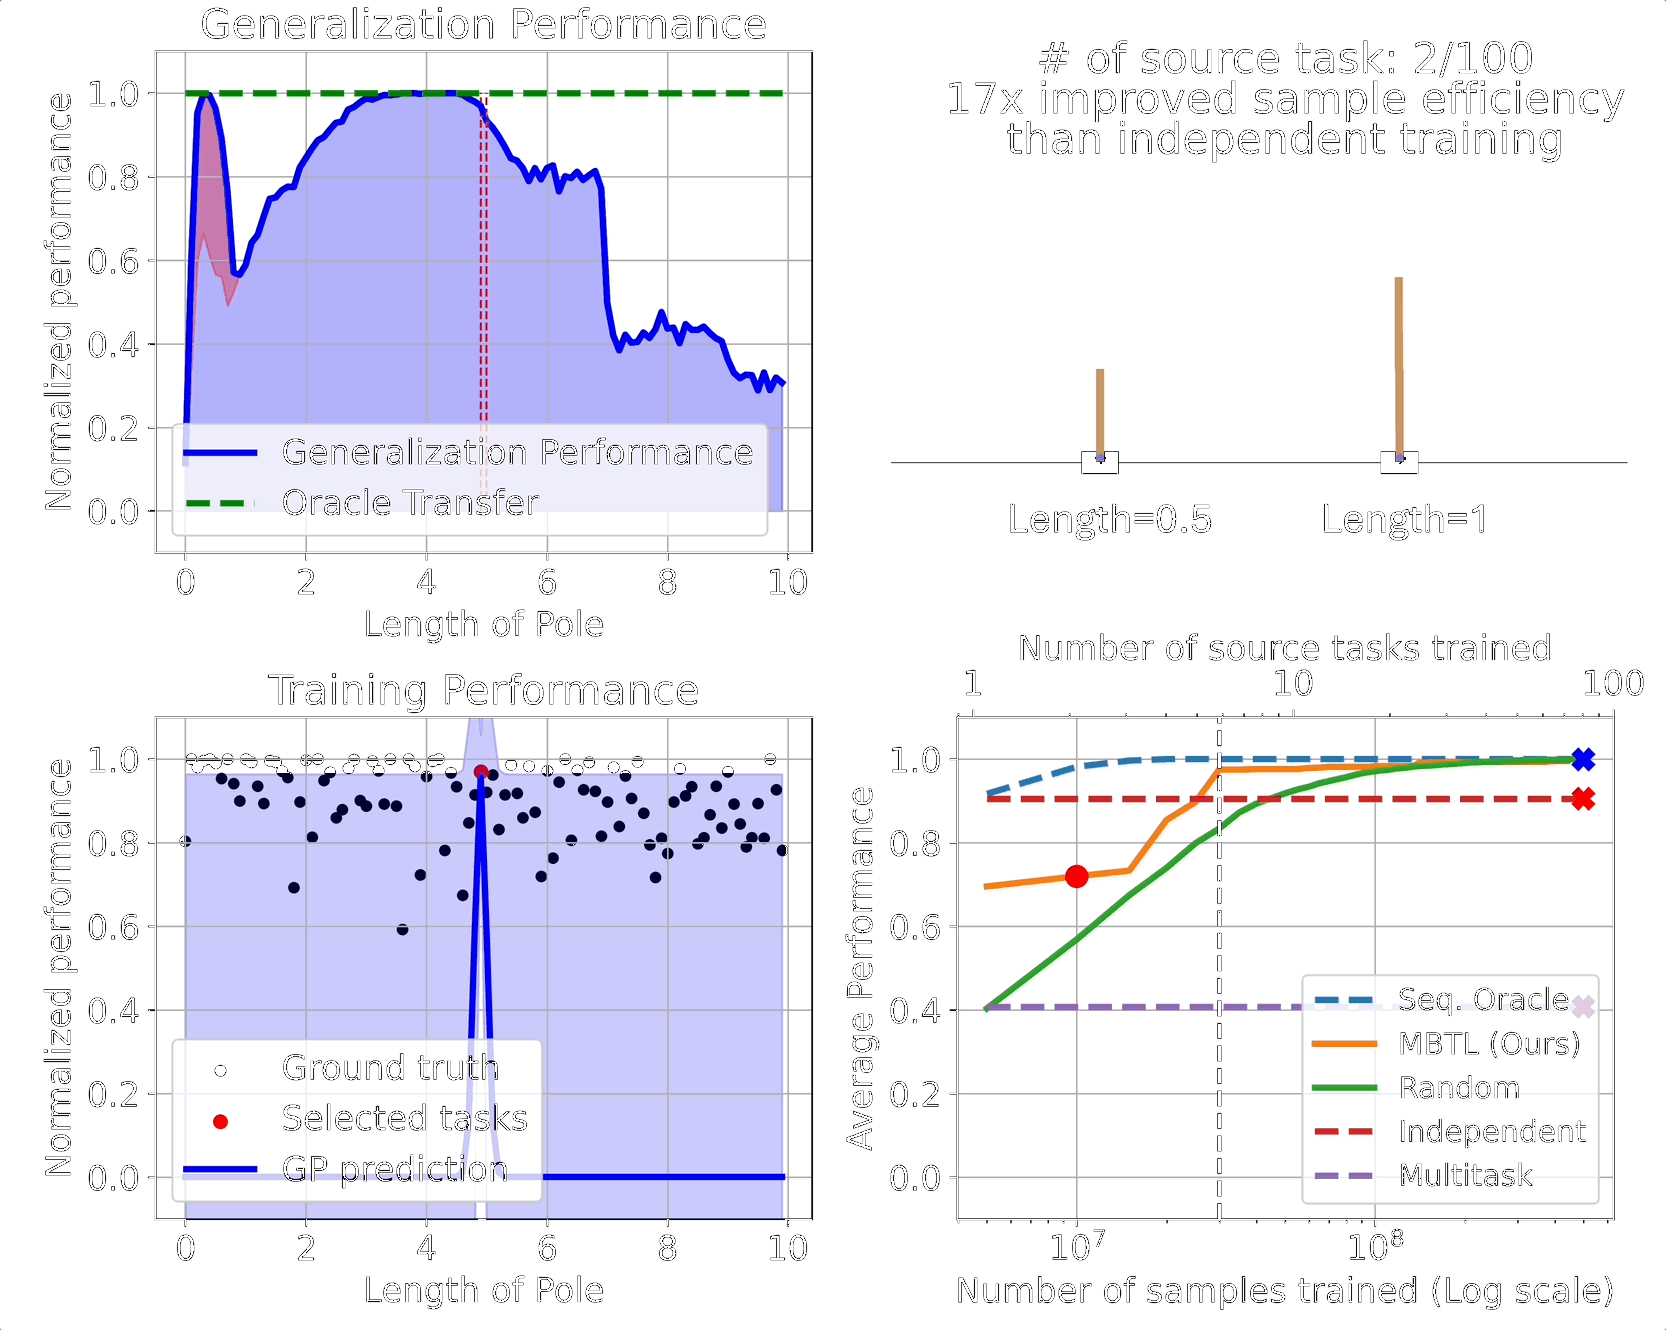 Generalization Performance
Normalized performance
1.0
0.8
0.6
0.4
0.2
0.0
Generalization Performance
Oracle Transfer
0 2 4 6 8 10
Length of Pole
# of source task: 2/100
17x improved sample efficiency
than independent training
Length=0.5 Length=1
Training Performance
Normalized performance
1.0
0.8
0.6
0.4
0.2
0.0
Ground truth
Selected tasks
GP prediction
0 2 4 6 8 10
Length of Pole
Number of source tasks trained
1 10 100
Average Performance
1.0
0.8
0.6
0.4
0.2
0.0
Seq. Oracle
MBTL (Ours)
Random
Independent
Multitask
10⁷ 10⁸
Number of samples trained (Log scale)